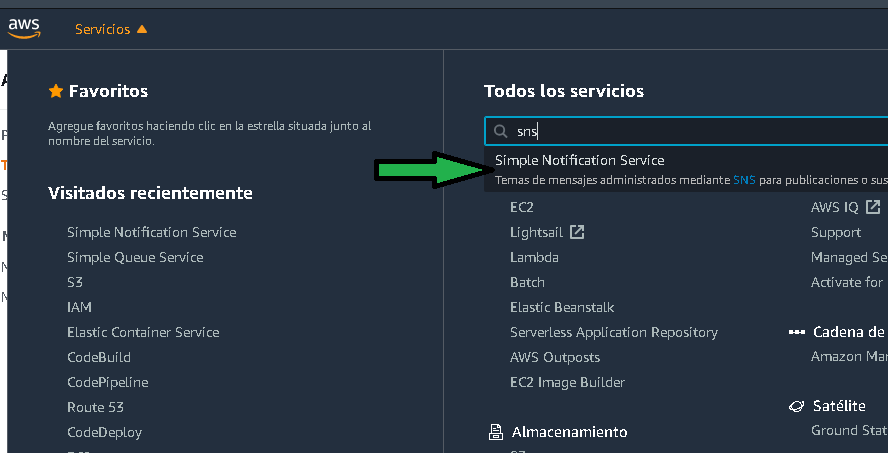 aws
Servicios
Favoritos
Agregue favoritos haciendo clic en la estrella situada junto al
nombre del servicio.
Visitados recientemente
Simple Notification Service
Simple Queue Service
S3
IAM
Elastic Container Service
CodeBuild
CodePipeline
Route 53
CodeDeploy
Todos los servicios
sns
Simple Notification Service
Temas de mensajes administrados mediante SNS para publicaciones o sus
EC2
Lightsail
Lambda
Batch
Elastic Beanstalk
Serverless Application Repository
AWS Outposts
EC2 Image Builder
Almacenamiento
AWS IQ
Support
Managed Se
Activate for
Cadena de
Amazon Mar
Satélite
Ground Stat